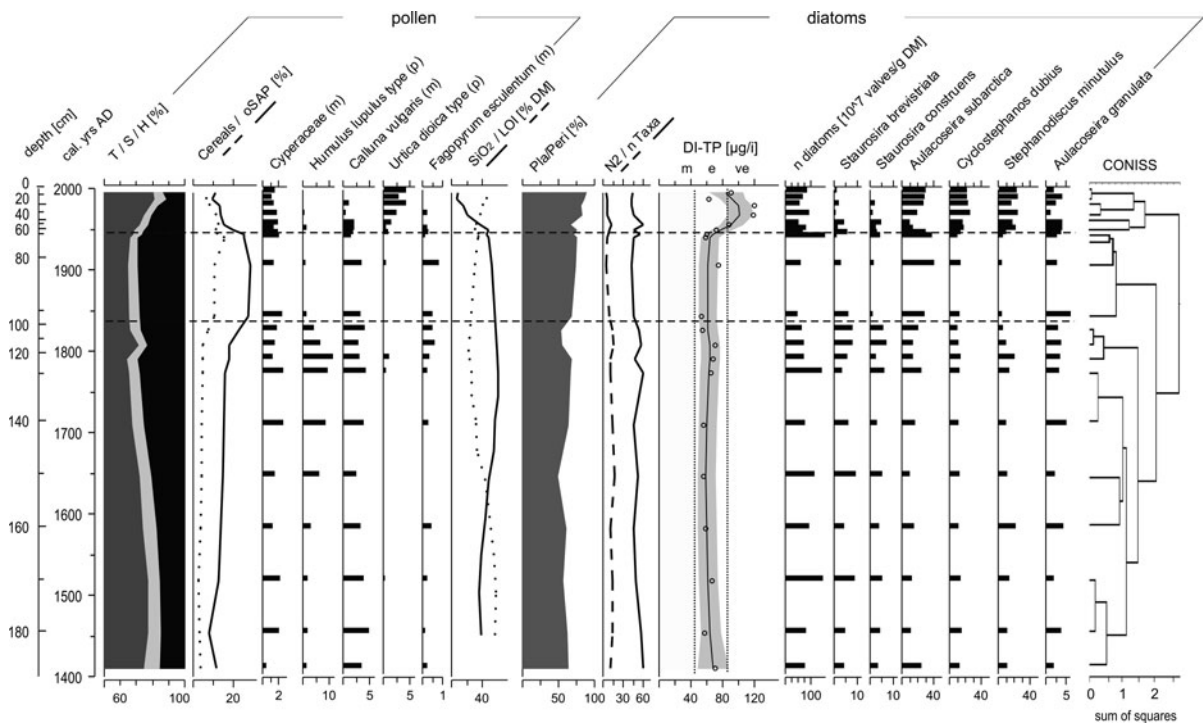 pollen
diatoms
depth [cm]
cal. yrs AD
T / S / H [%]
Cereals / oSAP [%]
Cyperaceae (m)
Humulus lupulus type (p)
Calluna vulgaris (m)
Urtica dioica type (p)
Fagopyrum esculentum (m)
SiO2 / LOI [% DM]
Pla/Peri [%]
N2 / n Taxa
DI-TP [µg/l]
m e ve
n diatoms [10^7 valves/g DM]
Staurosira brevistriata
Staurosira construens
Aulacoseira subarctica
Cyclostephanos dubius
Stephanodiscus minutulus
Aulacoseira granulata
CONISS
0 2000
20
40
60
1900
80
100
1800
120
1700
140
1600
160
1500
180
1400
60 100 20 2 10 5 5 1 40 0 50 100 30 60 0 40 80 120 100 10 10 40 40 40 5 0 1 2
sum of squares